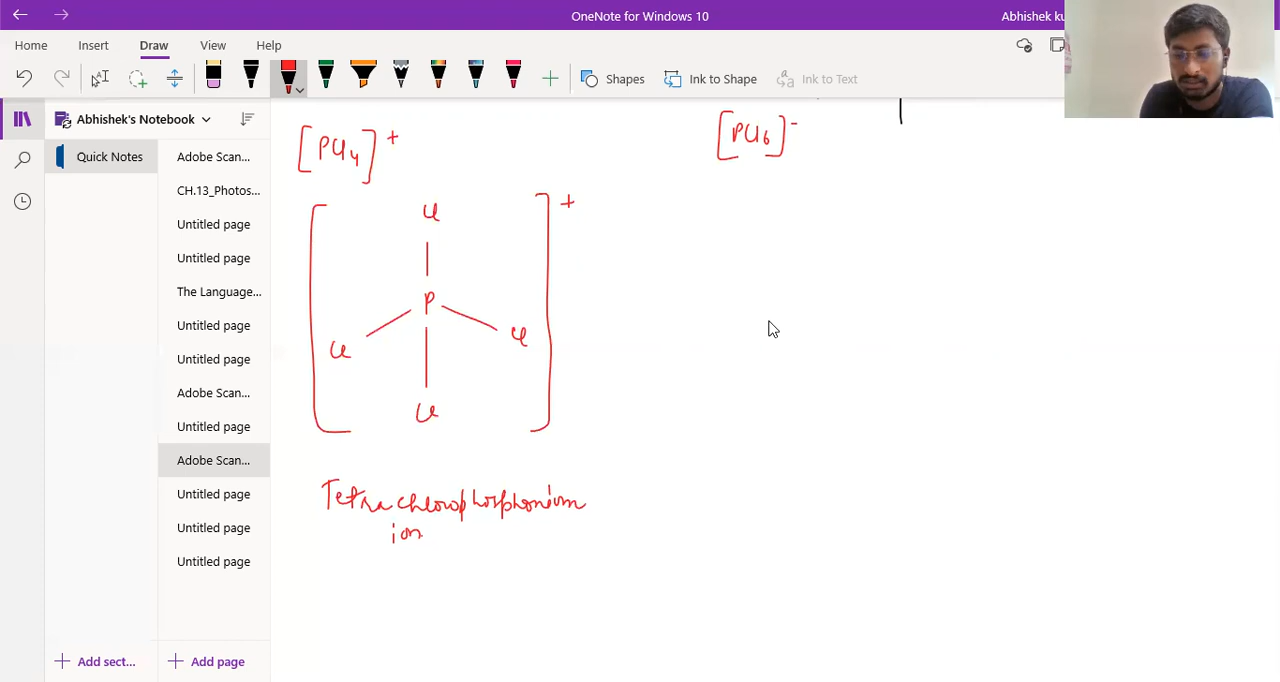 OneNote for Windows 10
Abhishek ku
Home Insert Draw View Help
Shapes Ink to Shape Ink to Text
Abhishek's Notebook
Quick Notes
Adobe Scan...
CH.13_Photos...
Untitled page
Untitled page
The Language...
Untitled page
Untitled page
Adobe Scan...
Untitled page
Adobe Scan...
Untitled page
Untitled page
Untitled page
Add sect...
Add page
[PCl4]+
[PCl6]-
+
Cl
P
Cl Cl
Cl
Tetrachlorophosphonium
ion